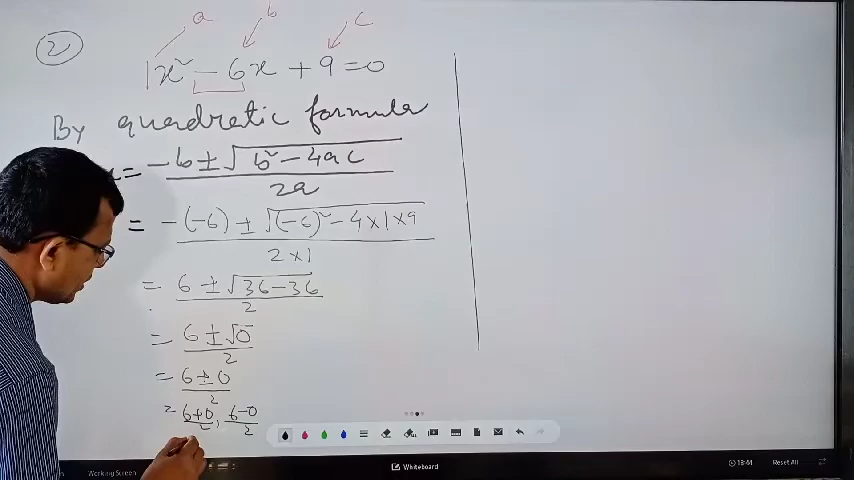 2
a b c
1x² - 6x + 9 = 0
By quadratic formula
= -b ± √b² - 4ac / 2a
= -(-6) ± √(-6)² - 4×1×9 / 2×1
= 6 ± √36-36 / 2
= 6 ± √0 / 2
= 6 ± 0 / 2
= 6+0 / 2, 6-0 / 2
Working Screen
Whiteboard
Reset All